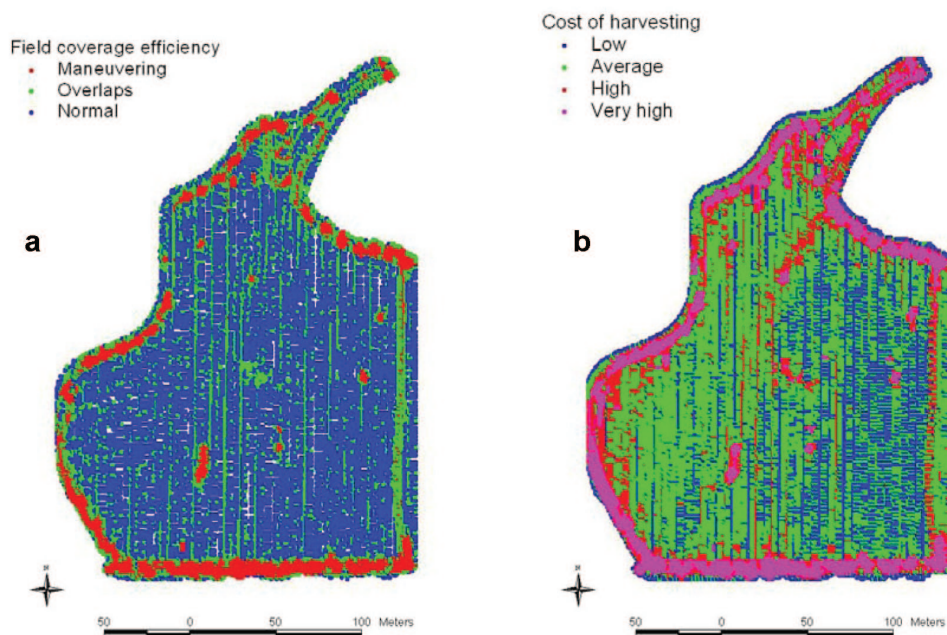 Field coverage efficiency
Maneuvering
Overlaps
Normal
a
50 0 50 100 Meters
Cost of harvesting
Low
Average
High
Very high
b
50 0 50 100 Meters